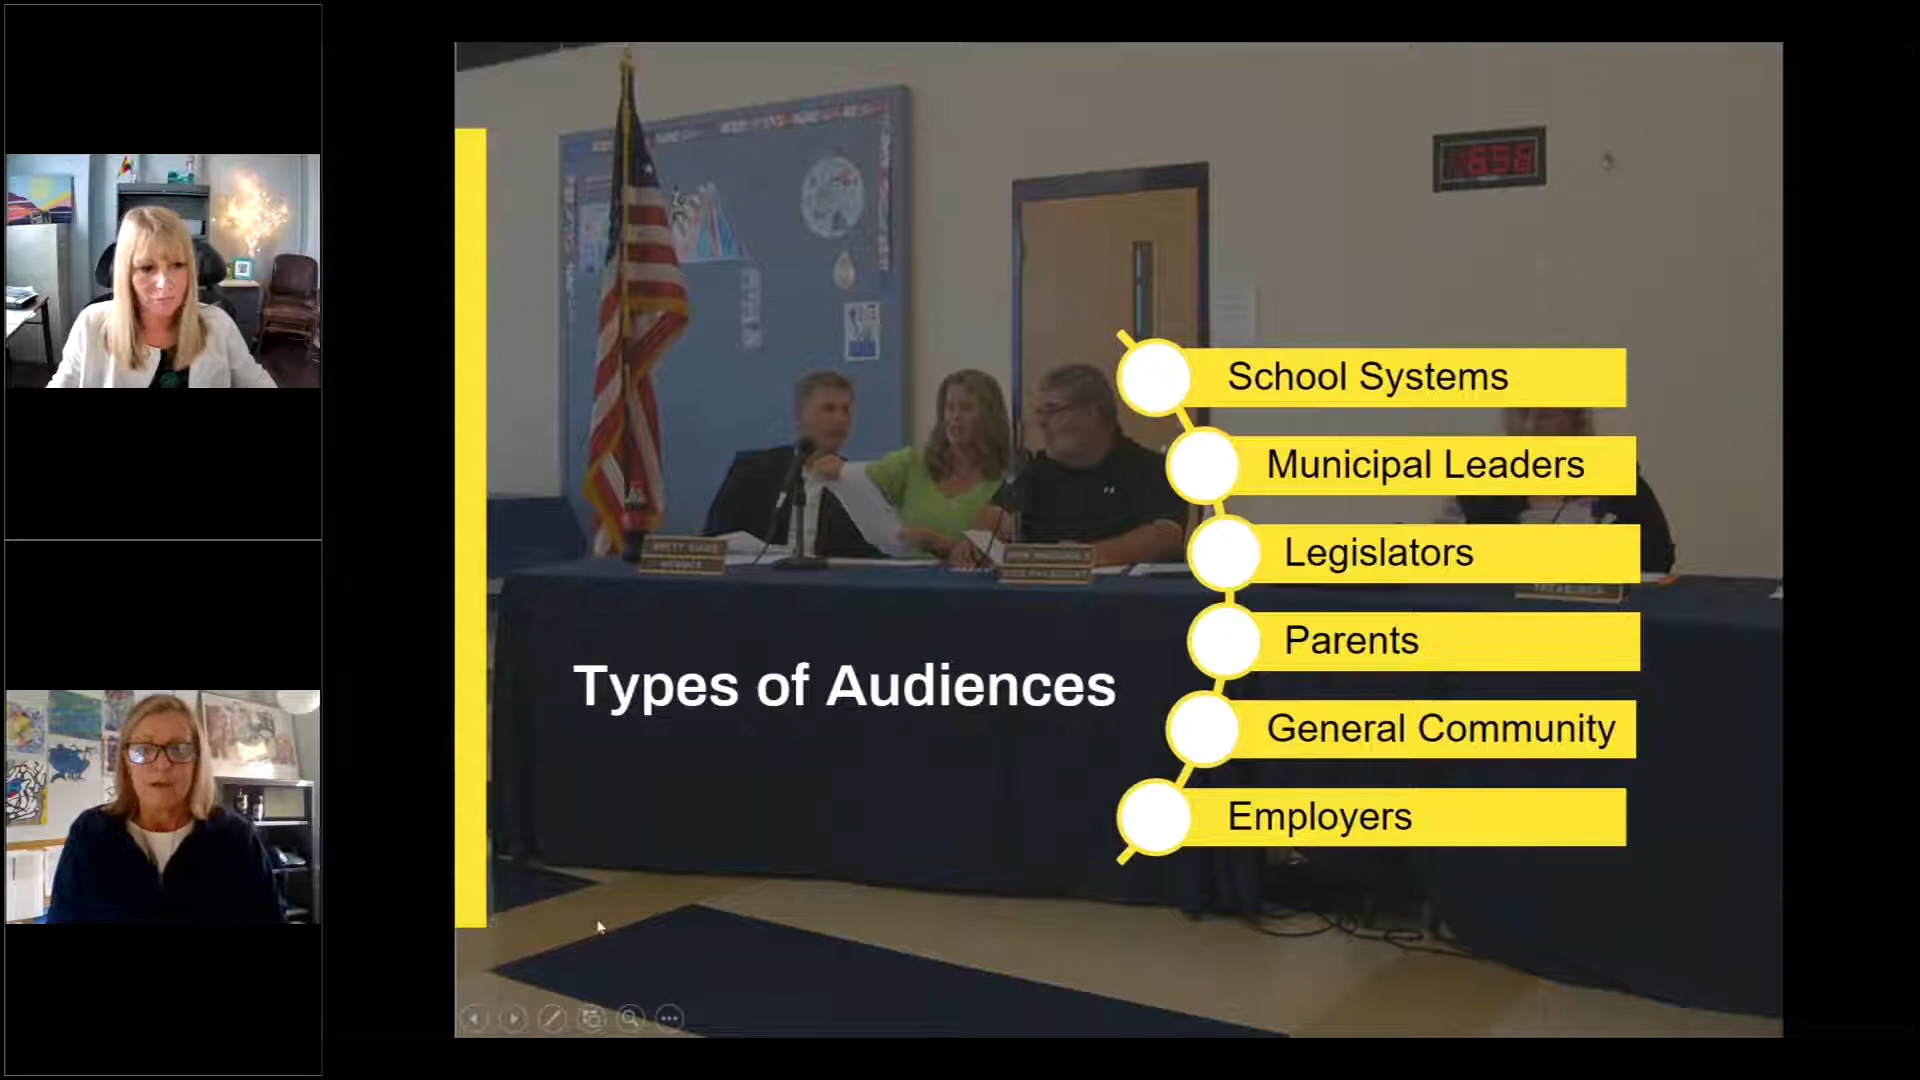 School Systems
Municipal Leaders
Legislators
Parents
General Community
Employers
Types of Audiences